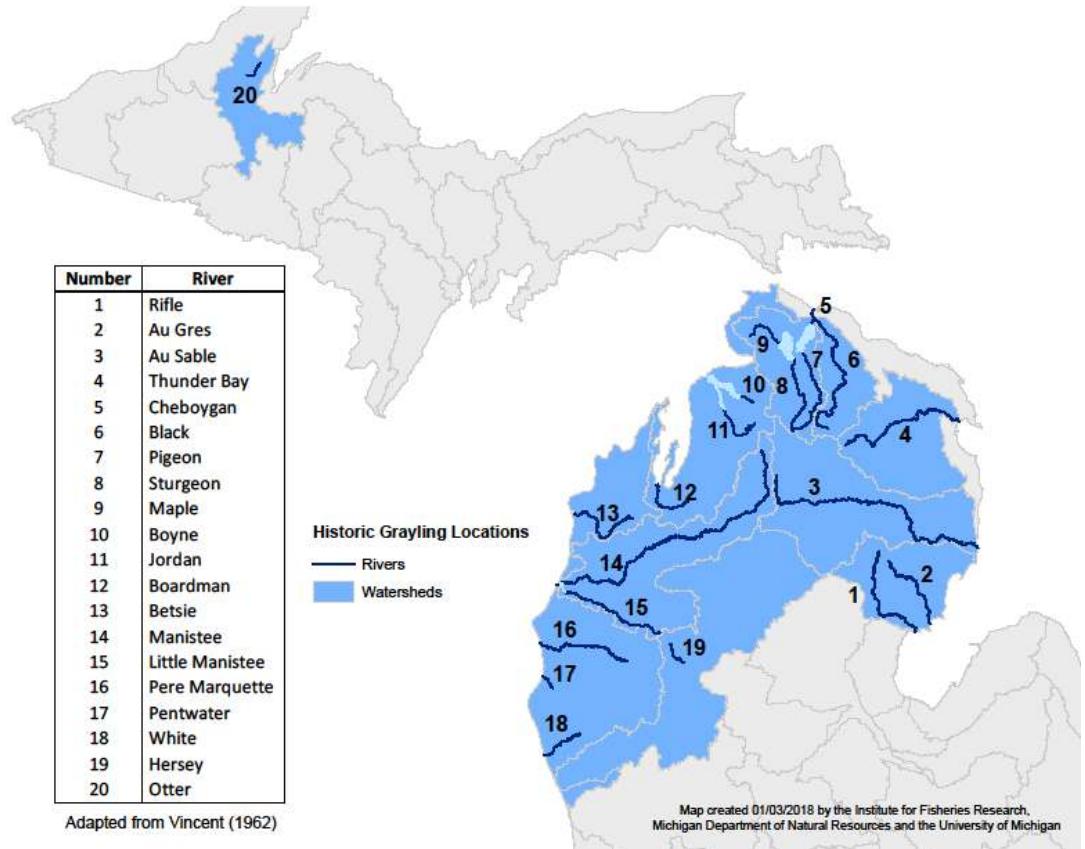 20
Number River
1 Rifle
2 Au Gres
3 Au Sable
4 Thunder Bay
5 Cheboygan
6 Black
7 Pigeon
8 Sturgeon
9 Maple
10 Boyne
11 Jordan
12 Boardman
13 Betsie
14 Manistee
15 Little Manistee
16 Pere Marquette
17 Pentwater
18 White
19 Hersey
20 Otter
Adapted from Vincent (1962)
Historic Grayling Locations
Rivers
Watersheds
5
9
7
6
10
8
11
4
12
3
13
14
2
1
15
16
19
17
18
Map created 01/03/2018 by the Institute for Fisheries Research,
Michigan Department of Natural Resources and the University of Michigan